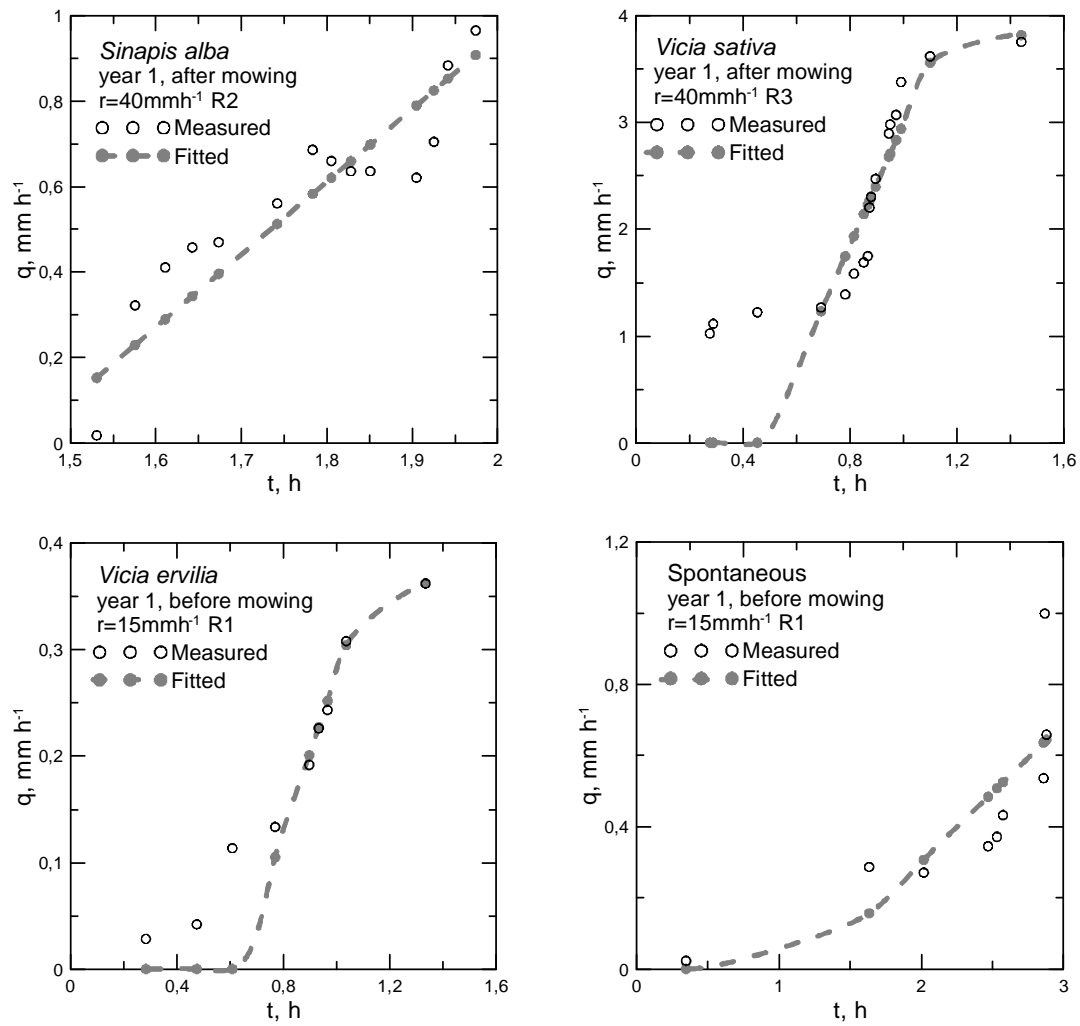 Sinapis alba
year 1, after mowing
r=40mmh⁻¹ R2
Measured
Fitted
q, mm h⁻¹
1
0,8
0,6
0,4
0,2
0
1,5 1,6 1,7 1,8 1,9 2
t, h
Vicia sativa
year 1, after mowing
r=40mmh⁻¹ R3
Measured
Fitted
q, mm h⁻¹
4
3
2
1
0
0 0,4 0,8 1,2 1,6
t, h
Vicia ervilia
year 1, before mowing
r=15mmh⁻¹ R1
Measured
Fitted
q, mm h⁻¹
0,4
0,3
0,2
0,1
0
0 0,4 0,8 1,2 1,6
t, h
Spontaneous
year 1, before mowing
r=15mmh⁻¹ R1
Measured
Fitted
q, mm h⁻¹
1,2
0,8
0,4
0
0 1 2 3
t, h